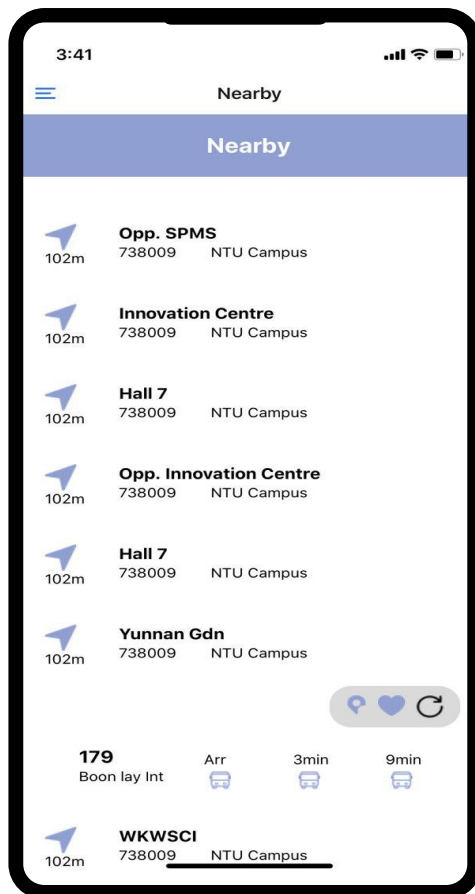 3:41
Nearby
Nearby
Opp. SPMS
102m 738009 NTU Campus
Innovation Centre
102m 738009 NTU Campus
Hall 7
102m 738009 NTU Campus
Opp. Innovation Centre
102m 738009 NTU Campus
Hall 7
102m 738009 NTU Campus
Yunnan Gdn
102m 738009 NTU Campus
179 Arr 3min 9min
Boon lay Int
WKWSCI
102m 738009 NTU Campus